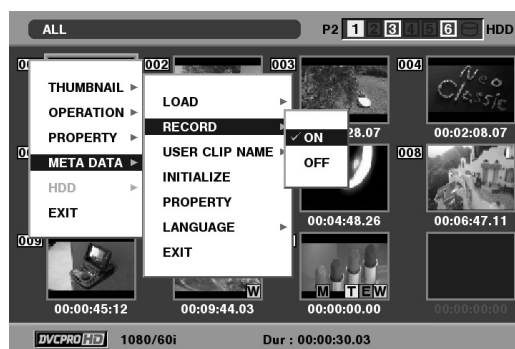 ALL P2 1 2 3 4 5 6 HDD
002 003 004
THUMBNAIL
OPERATION
PROPERTY
META DATA
HDD
EXIT
LOAD
RECORD
USER CLIP NAME
INITIALIZE
PROPERTY
LANGUAGE
EXIT
ON
OFF
Neo
Classic
28.07 00:02:08.07
008
00:04:48.26 00:06:47.11
009
W M T E W
00:00:45:12 00:09:44.03 00:00:00.00 00:00:00:00
DVCPRO HD 1080/60i Dur : 00:00:30.03